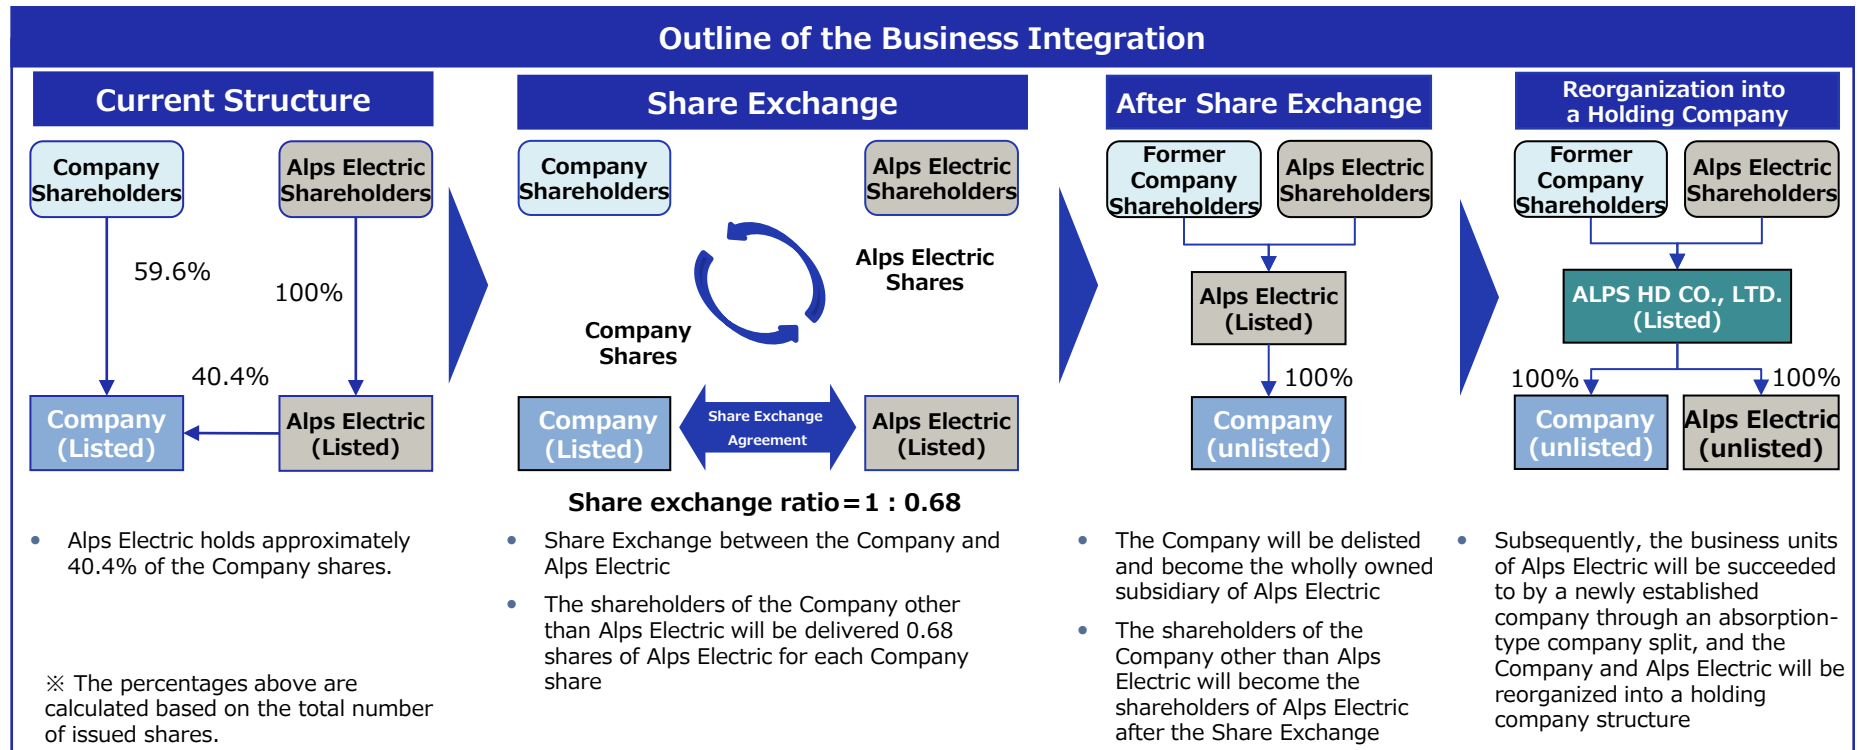 Outline of the Business Integration
Current Structure
Company
Shareholders
Alps Electric
Shareholders
59.6%
100%
40.4%
Company
(Listed)
Alps Electric
(Listed)
• Alps Electric holds approximately
40.4% of the Company shares.
※ The percentages above are
calculated based on the total number
of issued shares.
Share Exchange
Company
Shareholders
Alps Electric
Shareholders
Alps Electric
Shares
Company
Shares
Company
(Listed)
Share Exchange
Agreement
Alps Electric
(Listed)
Share exchange ratio=1 : 0.68
• Share Exchange between the Company and
Alps Electric
• The shareholders of the Company other
than Alps Electric will be delivered 0.68
shares of Alps Electric for each Company
share
After Share Exchange
Former
Company
Shareholders
Alps Electric
Shareholders
Alps Electric
(Listed)
100%
Company
(unlisted)
• The Company will be delisted
and become the wholly owned
subsidiary of Alps Electric
• The shareholders of the
Company other than Alps
Electric will become the
shareholders of Alps Electric
after the Share Exchange
Reorganization into
a Holding Company
Former
Company
Shareholders
Alps Electric
Shareholders
ALPS HD CO., LTD.
(Listed)
100%
100%
Company
(unlisted)
Alps Electric
(unlisted)
• Subsequently, the business units
of Alps Electric will be succeeded
to by a newly established
company through an absorption-
type company split, and the
Company and Alps Electric will be
reorganized into a holding
company structure